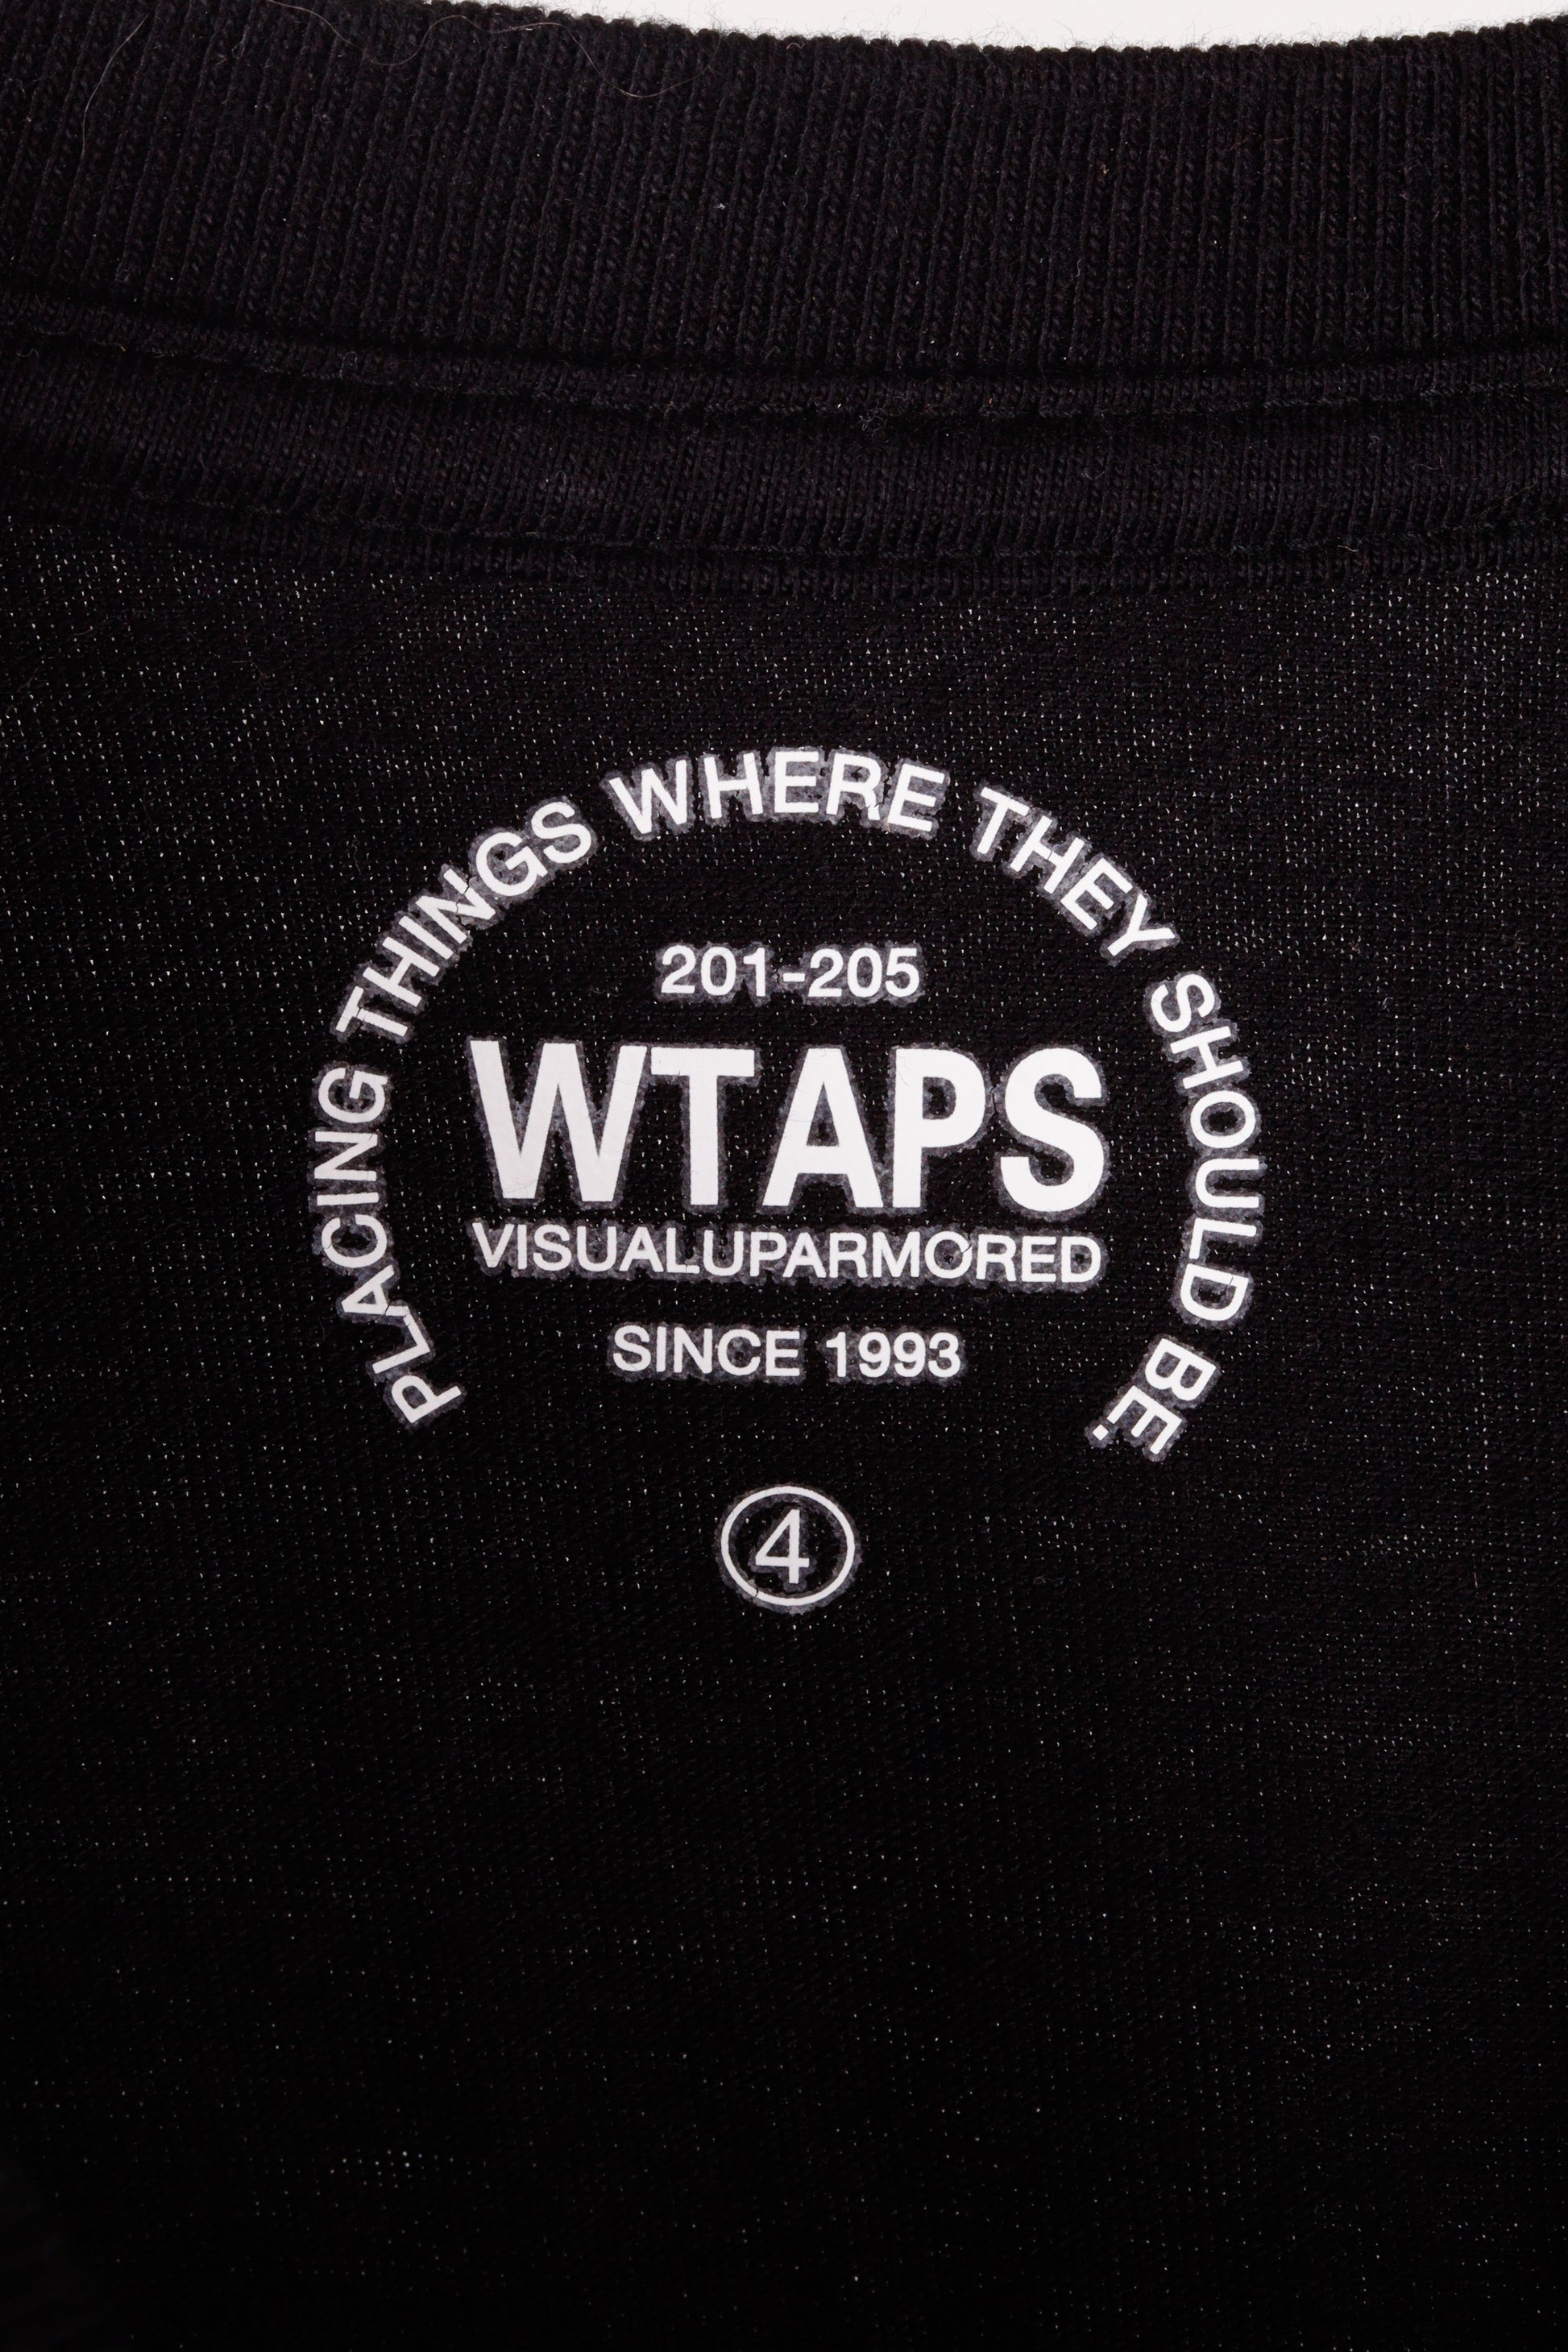 PLACING THINGS WHERE THEY SHOULD BE.
201-205
WTAPS
VISUALUPARMORED
SINCE 1993
4